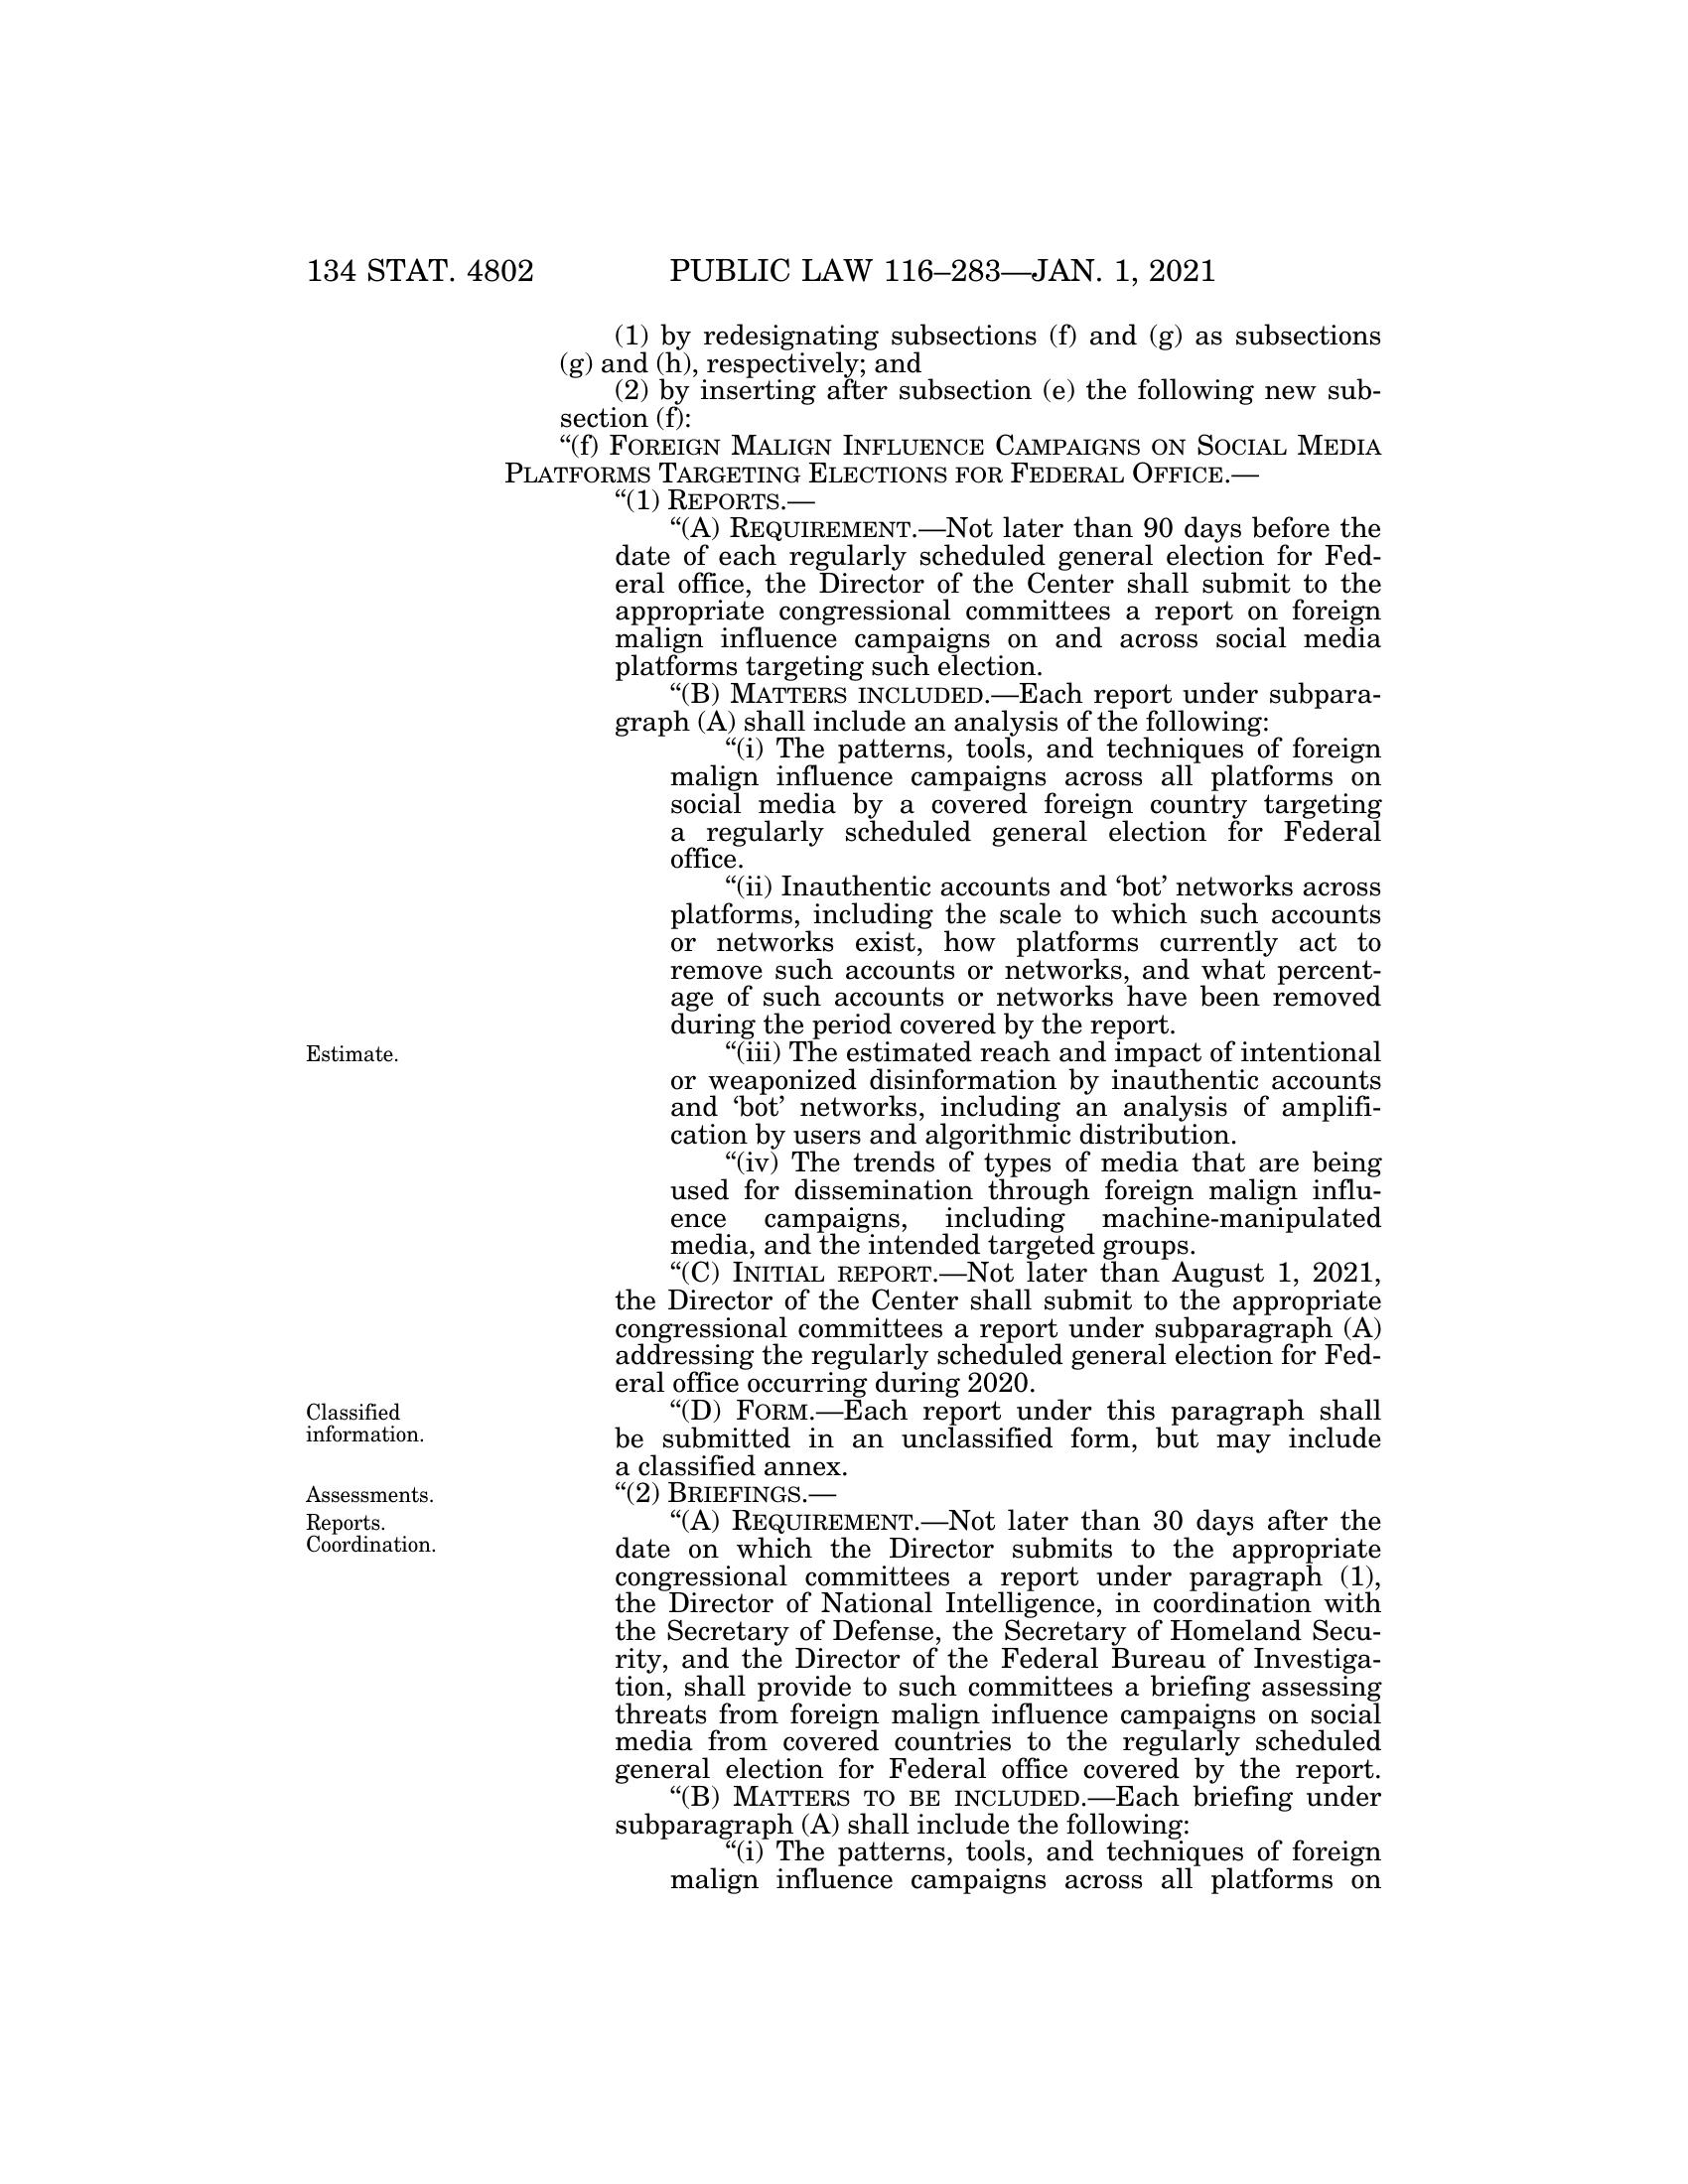 134 STAT. 4802 PUBLIC LAW 116–283—JAN. 1, 2021
(1) by redesignating subsections (f) and (g) as subsections
(g) and (h), respectively; and
(2) by inserting after subsection (e) the following new sub-
section (f):
“(f) FOREIGN MALIGN INFLUENCE CAMPAIGNS ON SOCIAL MEDIA
PLATFORMS TARGETING ELECTIONS FOR FEDERAL OFFICE.—
“(1) REPORTS.—
“(A) REQUIREMENT.—Not later than 90 days before the
date of each regularly scheduled general election for Fed-
eral office, the Director of the Center shall submit to the
appropriate congressional committees a report on foreign
malign influence campaigns on and across social media
platforms targeting such election.
“(B) MATTERS INCLUDED.—Each report under subpara-
graph (A) shall include an analysis of the following:
“(i) The patterns, tools, and techniques of foreign
malign influence campaigns across all platforms on
social media by a covered foreign country targeting
a regularly scheduled general election for Federal
office.
“(ii) Inauthentic accounts and ‘bot’ networks across
platforms, including the scale to which such accounts
or networks exist, how platforms currently act to
remove such accounts or networks, and what percent-
age of such accounts or networks have been removed
during the period covered by the report.
Estimate.
“(iii) The estimated reach and impact of intentional
or weaponized disinformation by inauthentic accounts
and ‘bot’ networks, including an analysis of amplifi-
cation by users and algorithmic distribution.
“(iv) The trends of types of media that are being
used for dissemination through foreign malign influ-
ence campaigns, including machine-manipulated
media, and the intended targeted groups.
“(C) INITIAL REPORT.—Not later than August 1, 2021,
the Director of the Center shall submit to the appropriate
congressional committees a report under subparagraph (A)
addressing the regularly scheduled general election for Fed-
eral office occurring during 2020.
Classified
information.
“(D) FORM.—Each report under this paragraph shall
be submitted in an unclassified form, but may include
a classified annex.
Assessments.
“(2) BRIEFINGS.—
Reports.
Coordination.
“(A) REQUIREMENT.—Not later than 30 days after the
date on which the Director submits to the appropriate
congressional committees a report under paragraph (1),
the Director of National Intelligence, in coordination with
the Secretary of Defense, the Secretary of Homeland Secu-
rity, and the Director of the Federal Bureau of Investiga-
tion, shall provide to such committees a briefing assessing
threats from foreign malign influence campaigns on social
media from covered countries to the regularly scheduled
general election for Federal office covered by the report.
“(B) MATTERS TO BE INCLUDED.—Each briefing under
subparagraph (A) shall include the following:
“(i) The patterns, tools, and techniques of foreign
malign influence campaigns across all platforms on